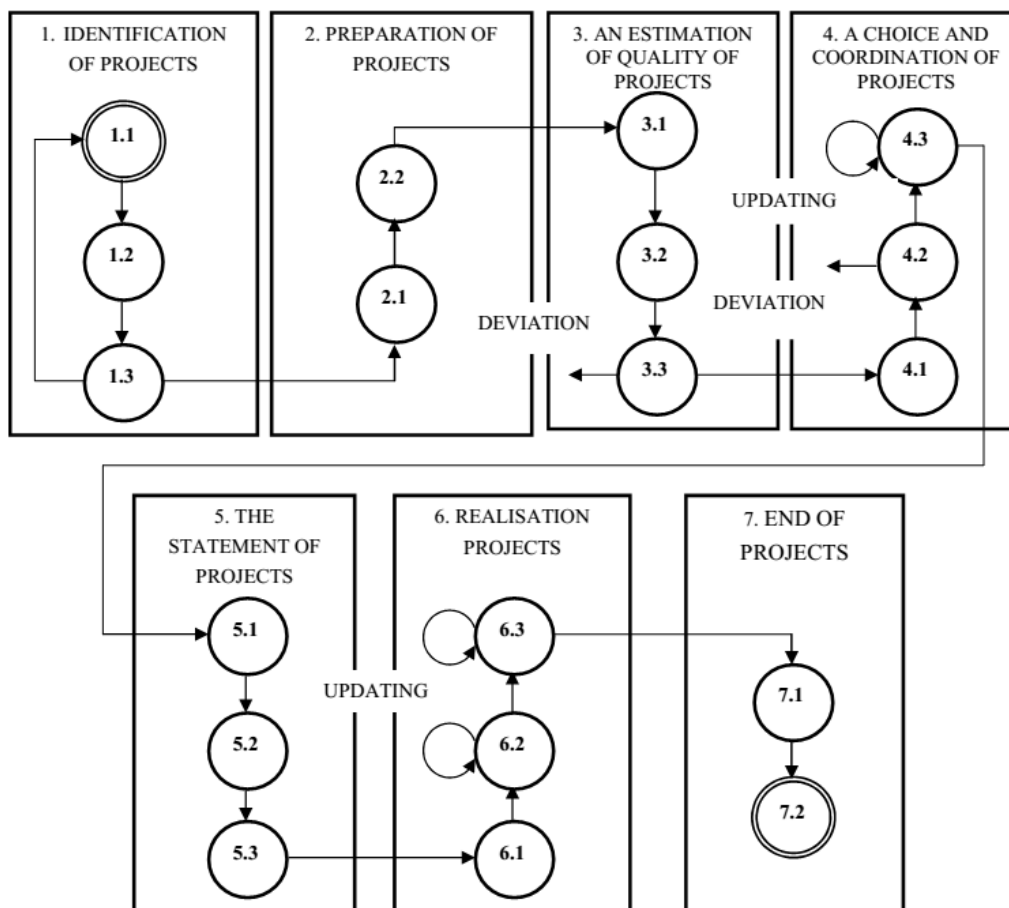 1. IDENTIFICATION
OF PROJECTS
1.1
1.2
1.3
2. PREPARATION OF
PROJECTS
2.2
2.1
3. AN ESTIMATION
OF QUALITY OF
PROJECTS
3.1
3.2
3.3
DEVIATION
4. A CHOICE AND
COORDINATION OF
PROJECTS
4.3
UPDATING
4.2
DEVIATION
4.1
5. THE
STATEMENT OF
PROJECTS
5.1
5.2
5.3
6. REALISATION
PROJECTS
6.3
UPDATING
6.2
6.1
7. END OF
PROJECTS
7.1
7.2